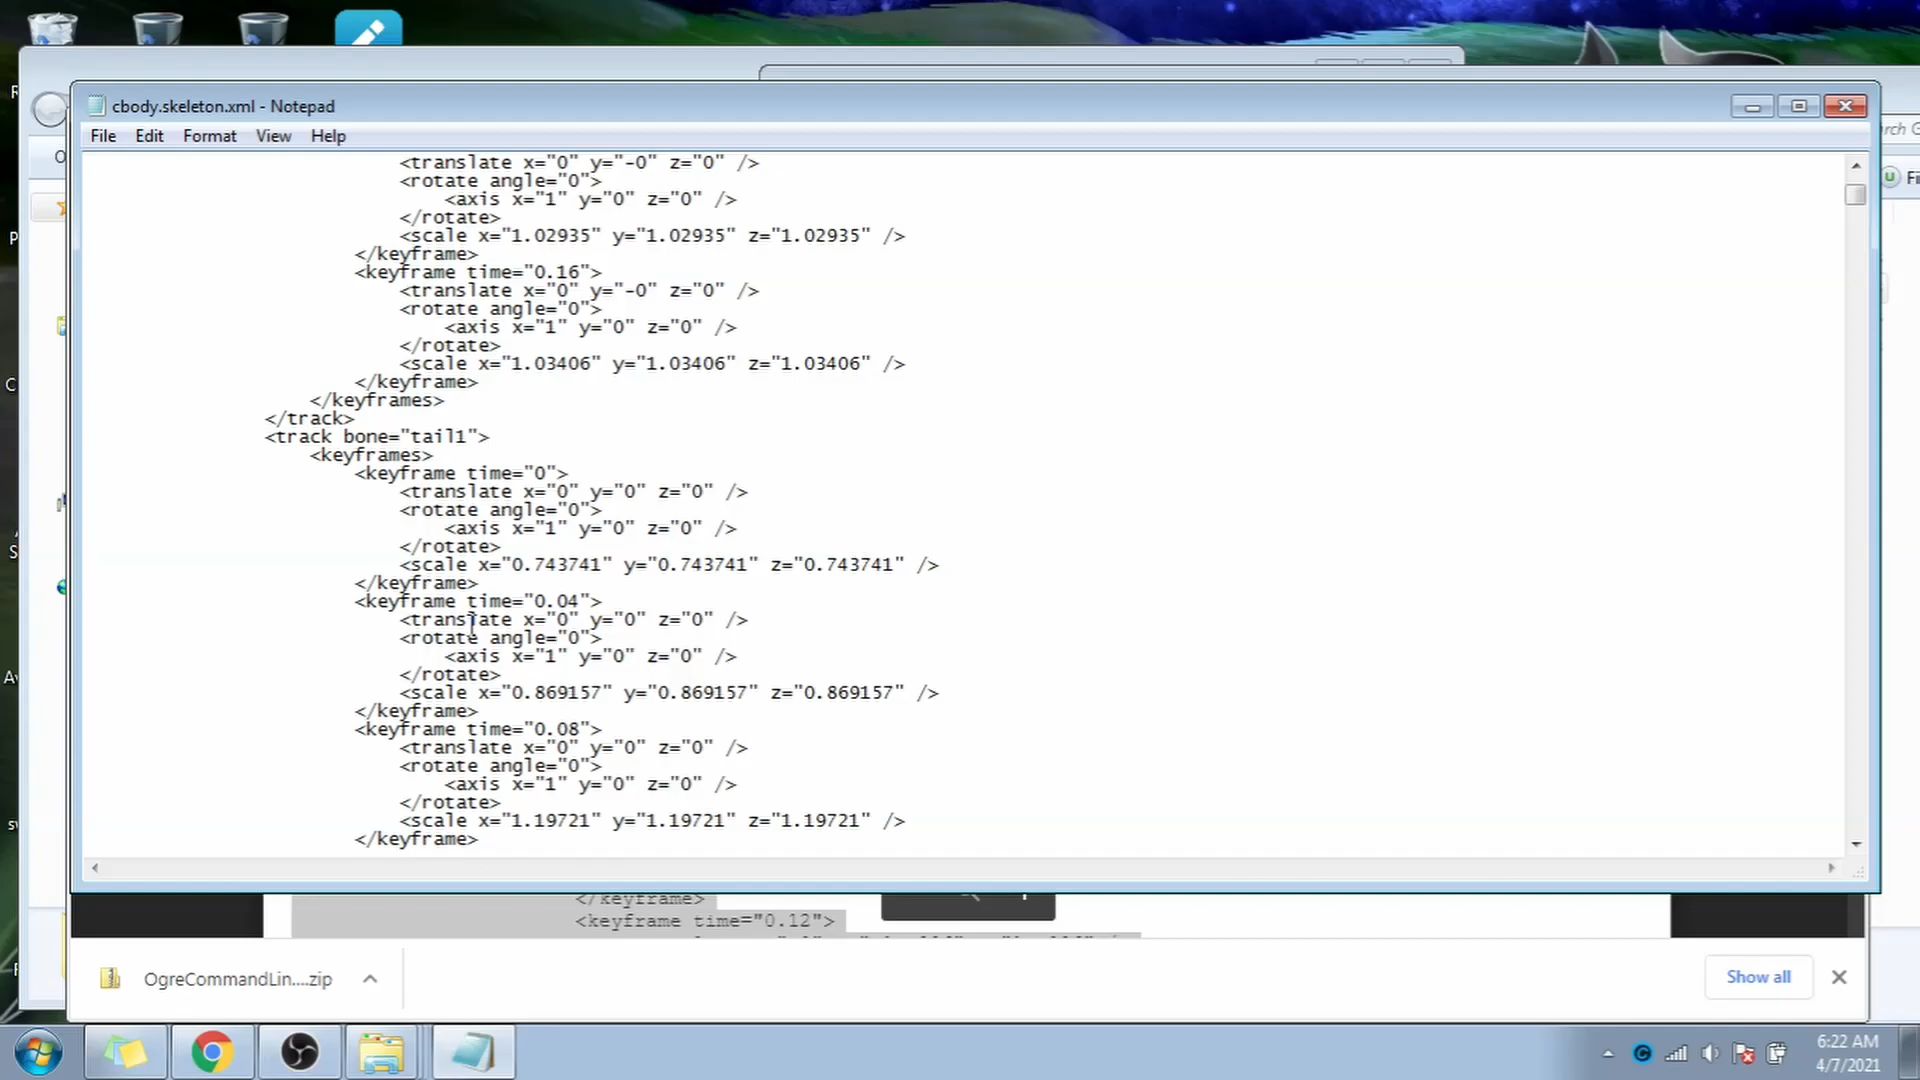 cbody.skeleton.xml - Notepad
File Edit Format View Help
<translate x="0" y="-0" z="0" />
<rotate angle="0">
<axis x="1" y="0" z="0" />
</rotate>
<scale x="1.02935" y="1.02935" z="1.02935" />
</keyframe>
<keyframe time="0.16">
<translate x="0" y="-0" z="0" />
<rotate angle="0">
<axis x="1" y="0" z="0" />
</rotate>
<scale x="1.03406" y="1.03406" z="1.03406" />
</keyframe>
</keyframes>
</track>
<track bone="tail1">
<keyframes>
<keyframe time="0">
<translate x="0" y="0" z="0" />
<rotate angle="0">
<axis x="1" y="0" z="0" />
</rotate>
<scale x="0.743741" y="0.743741" z="0.743741" />
</keyframe>
<keyframe time="0.04">
<translate x="0" y="0" z="0" />
<rotate angle="0">
<axis x="1" y="0" z="0" />
</rotate>
<scale x="0.869157" y="0.869157" z="0.869157" />
</keyframe>
<keyframe time="0.08">
<translate x="0" y="0" z="0" />
<rotate angle="0">
<axis x="1" y="0" z="0" />
</rotate>
<scale x="1.19721" y="1.19721" z="1.19721" />
</keyframe>
</keyframe>
<keyframe time="0.12">
OgreCommandLin....zip
Show all
6:22 AM
4/7/2021